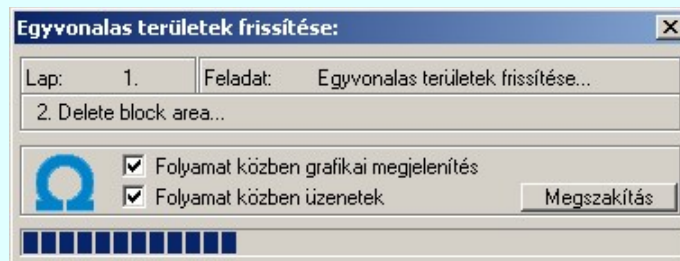 Egyvonalas területek frissítése:
Lap: 1. Feladat: Egyvonalas területek frissítése...
2. Delete block area...
Folyamat közben grafikai megjelenítés
Folyamat közben üzenetek Megszakítás